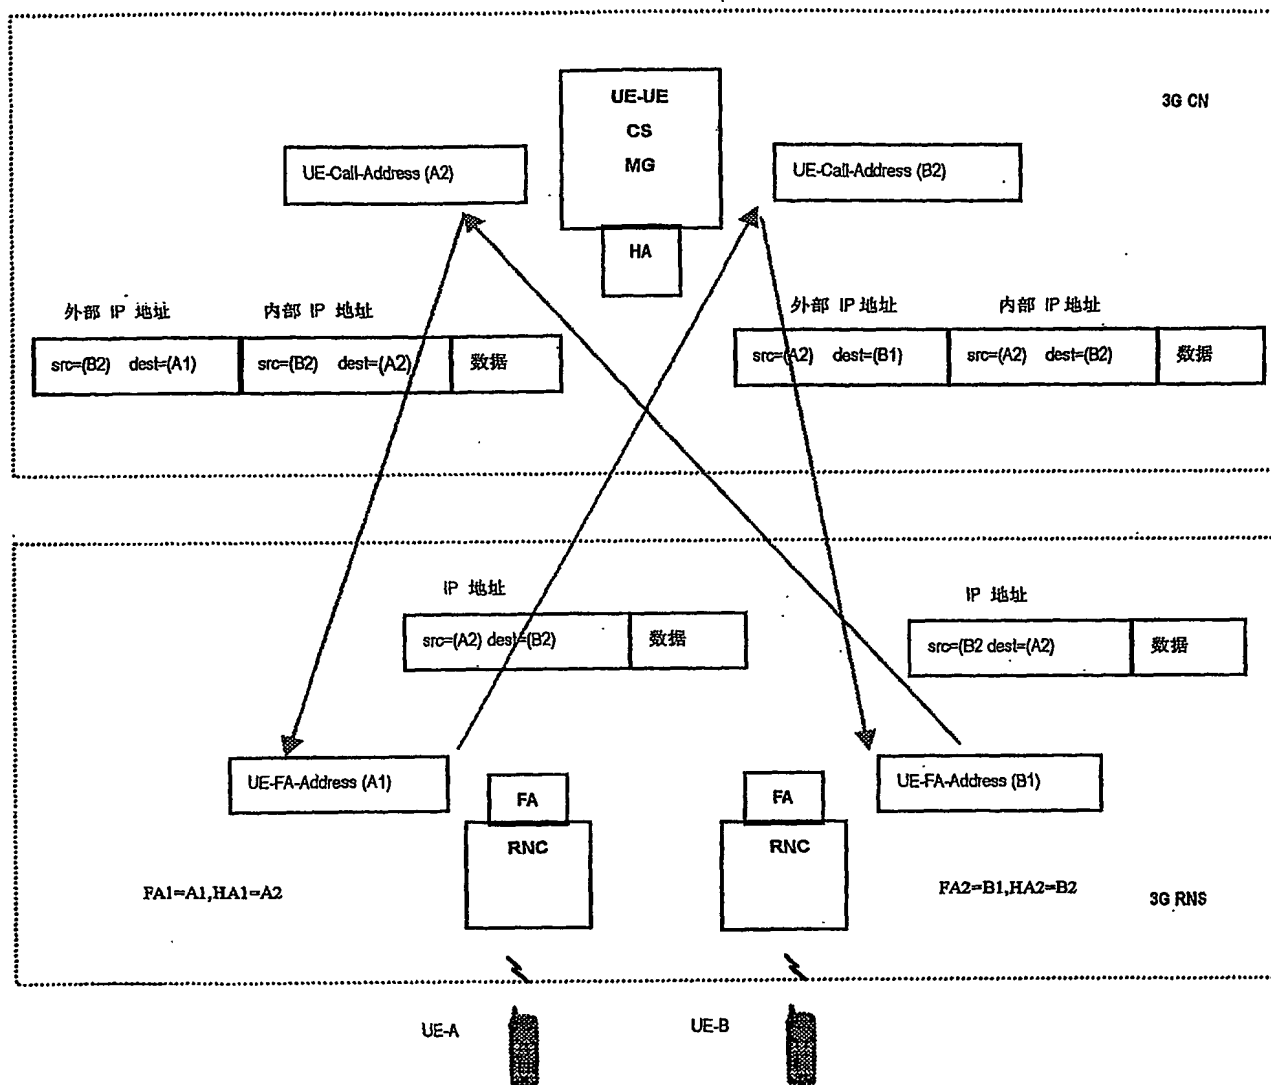 UE-UE
CS
MG
3G CN
UE-Call-Address (A2)
UE-Call-Address (B2)
HA
外部 IP 地址
内部 IP 地址
外部 IP 地址
内部 IP 地址
src=(B2) dest=(A1)
src=(B2) dest=(A2)
数据
src=(A2) dest=(B1)
src=(A2) dest=(B2)
数据
IP 地址
IP 地址
src=(A2) dest=(B2)
数据
src=(B2 dest=(A2)
数据
UE-FA-Address (A1)
FA
FA
UE-FA-Address (B1)
RNC
RNC
FA1=A1,HA1=A2
FA2=B1,HA2=B2
3G RNS
UE-A
UE-B